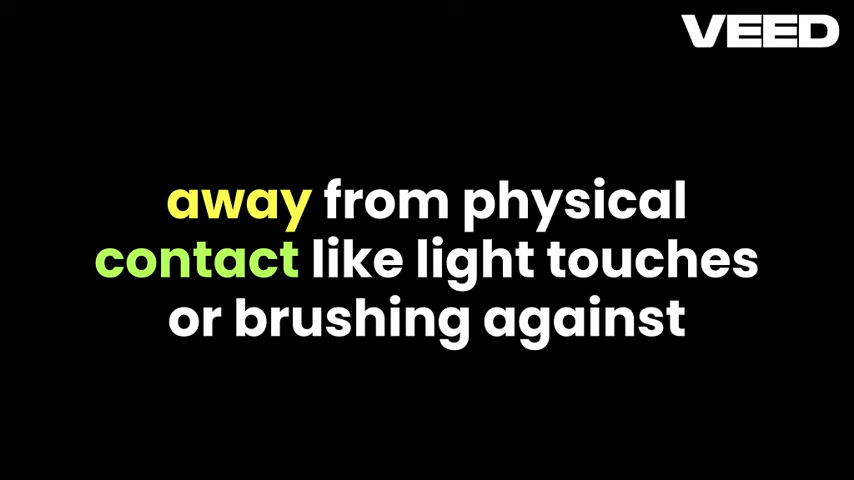 VEED
away from physical
contact like light touches
or brushing against